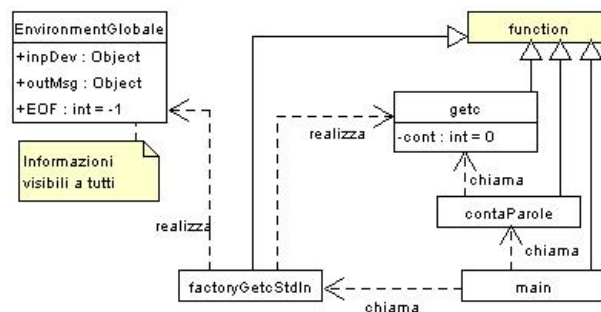 EnvironmentGlobale
+inpDev : Object
+outMsg : Object
+EOF : int = -1
Informazioni
visibili a tutti
function
getc
-cont : int = 0
realizza
chiama
contaParole
realizza
chiama
factoryGetcStdIn
main
chiama